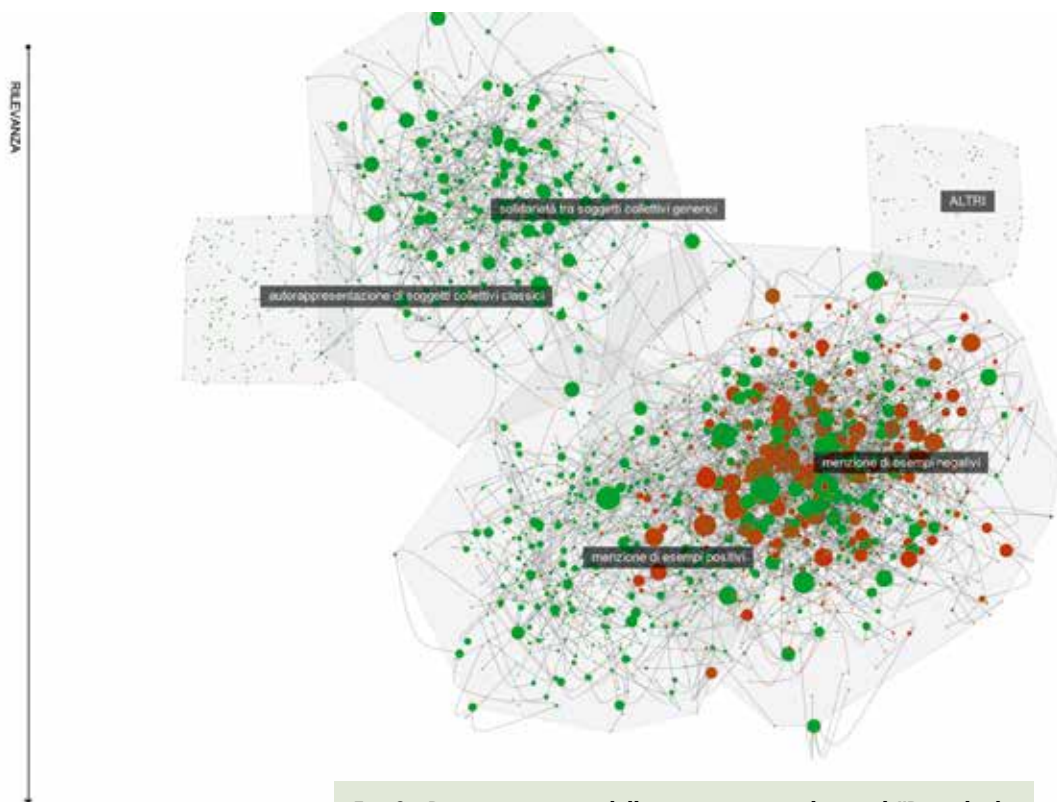 RILEVANZA
solidarietà tra soggetti collettivi generici
ALTRI
autorappresentazione di soggetti collettivi classici
menzione di esempi negativi
menzione di esempi positivi